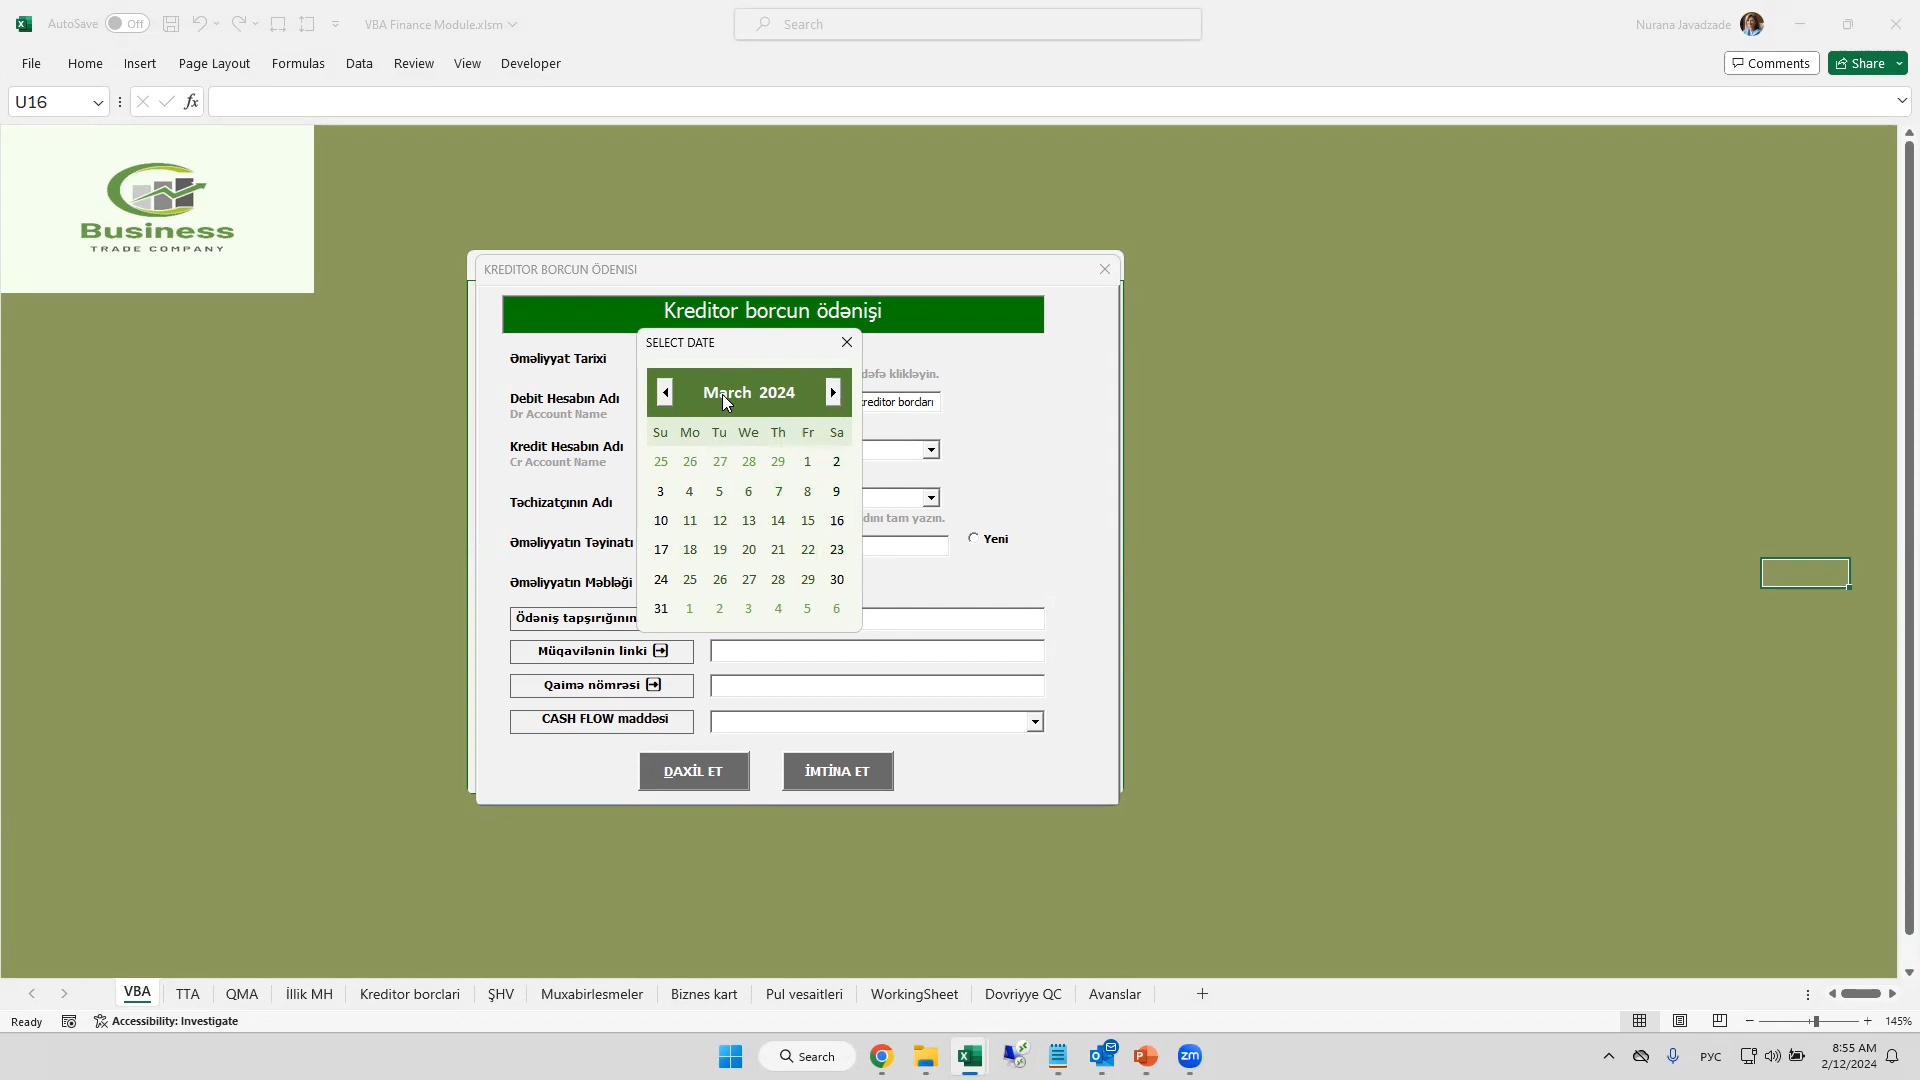 AutoSave Off VBA Finance Module.xlsm Search Nurana Javadzade
File Home Insert Page Layout Formulas Data Review View Developer Comments Share
U16 fx
Business
TRADE COMPANY
KREDITOR BORCUN ÖDENISI
Kreditor borcun ödənişi
SELECT DATE
Əməliyyat Tarixi
dəfə klikləyin.
March 2024
Debit Hesabın Adı
Dr Account Name
kreditor borcları
Su Mo Tu We Th Fr Sa
Kredit Hesabın Adı
Cr Account Name
25 26 27 28 29 1 2
3 4 5 6 7 8 9
Təchizatçının Adı
10 11 12 13 14 15 16
adını tam yazın.
Əməliyyatın Təyinatı
Yeni
17 18 19 20 21 22 23
Əməliyyatın Məbləği
24 25 26 27 28 29 30
31 1 2 3 4 5 6
Ödəniş tapşırığının
Müqavilənin linki
Qaimə nömrəsi
CASH FLOW maddəsi
DAXİL ET İMTİNA ET
VBA TTA QMA İllik MH Kreditor borclari ŞHV Muxabirlesmeler Biznes kart Pul vesaitleri WorkingSheet Dovriyye QC Avanslar
Ready Accessibility: Investigate 145%
Search zm РУС 8:55 AM
2/12/2024